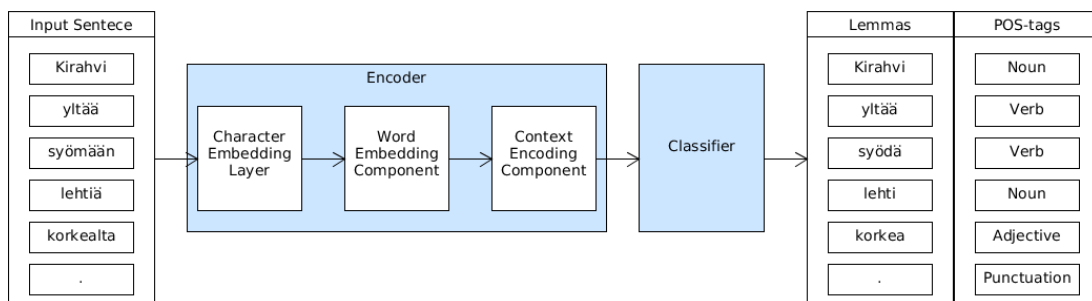 Input Sentece
Kirahvi
yltää
syömään
lehtiä
korkealta
.
Encoder
Character
Embedding
Layer
Word
Embedding
Component
Context
Encoding
Component
Classifier
Lemmas
Kirahvi
yltää
syödä
lehti
korkea
.
POS-tags
Noun
Verb
Verb
Noun
Adjective
Punctuation